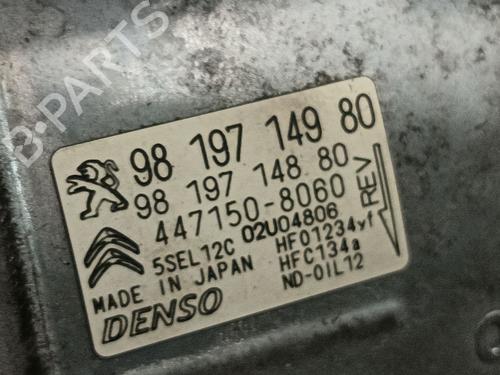 B-PARTS
98 197 149 80
98 197 148 80
447150-8060
5SEL12C 02U04806
MADE IN JAPAN
DENSO
HFO1234yf
HFC134a
ND-OIL12
REV